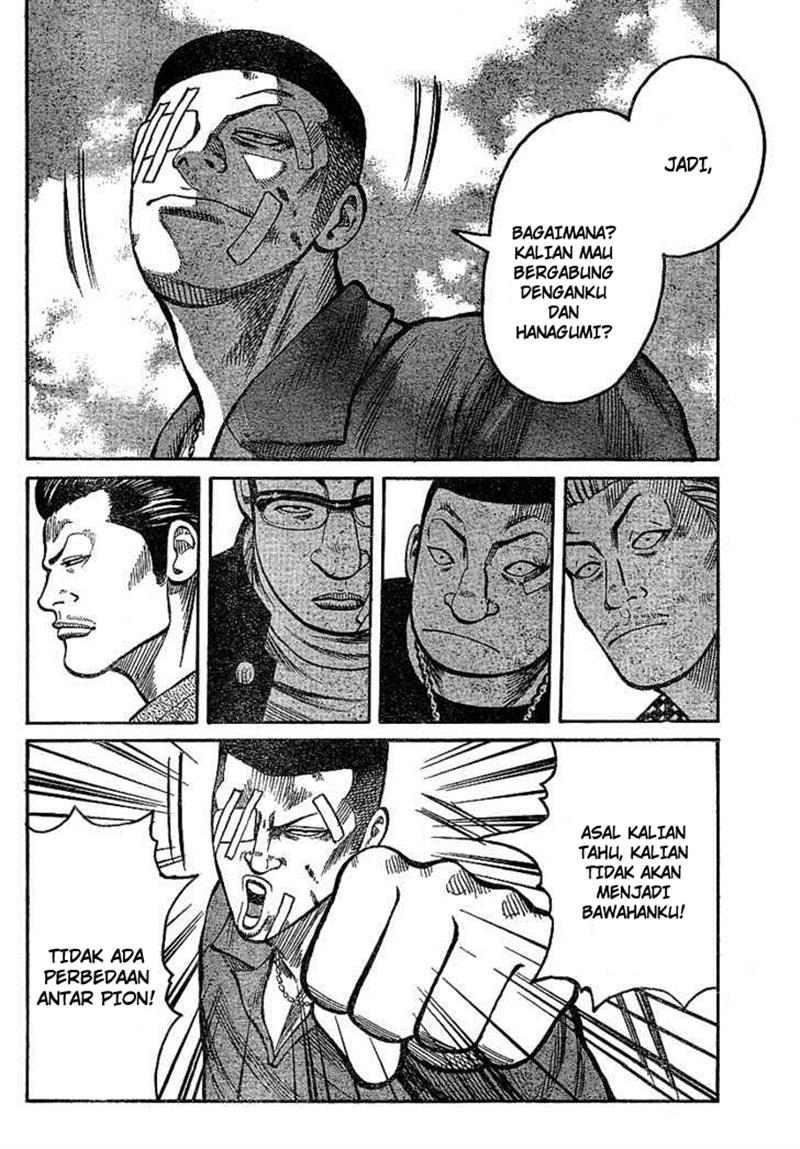 JADI,
BAGAIMANA?
KALIAN MAU
BERGABUNG
DENGANKU
DAN
HANAGUMI?
ASAL KALIAN
TAHU, KALIAN
TIDAK AKAN
MENJADI
BAWAHANKU!
TIDAK ADA
PERBEDAAN
ANTAR PION!